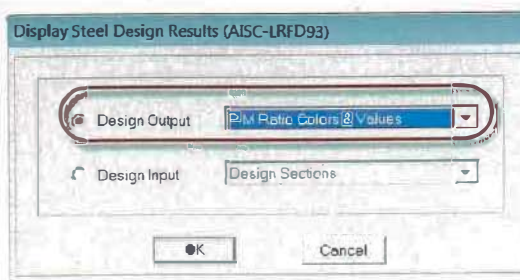 Display Steel Design Results (AISC-LRFD93)
Design Output P-M Ratio Colors & Values
Design Input Design Sections
OK Cancel